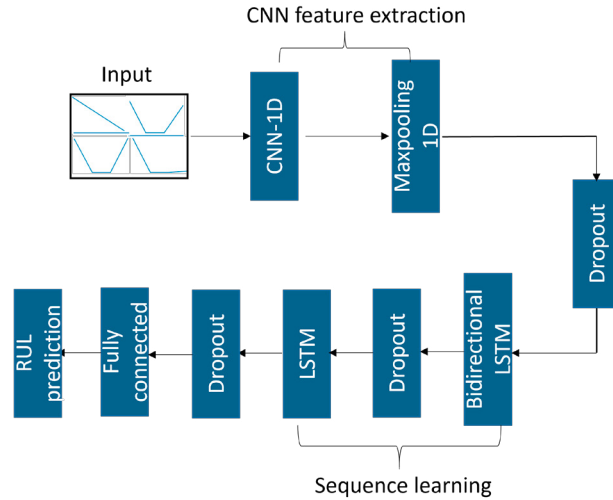 CNN feature extraction
Input
CNN-1D
Maxpooling
1D
Dropout
Bidirectional
LSTM
Dropout
LSTM
Dropout
Fully
connected
RUL
prediction
Sequence learning